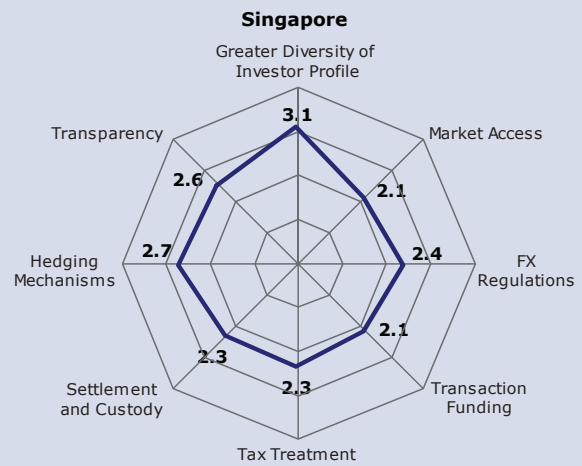 Singapore
Greater Diversity of
Investor Profile
3.1
Transparency
Market Access
2.6
2.1
Hedging
Mechanisms
2.7
2.4
FX
Regulations
2.1
2.3
2.3
Settlement
and Custody
Transaction
Funding
Tax Treatment